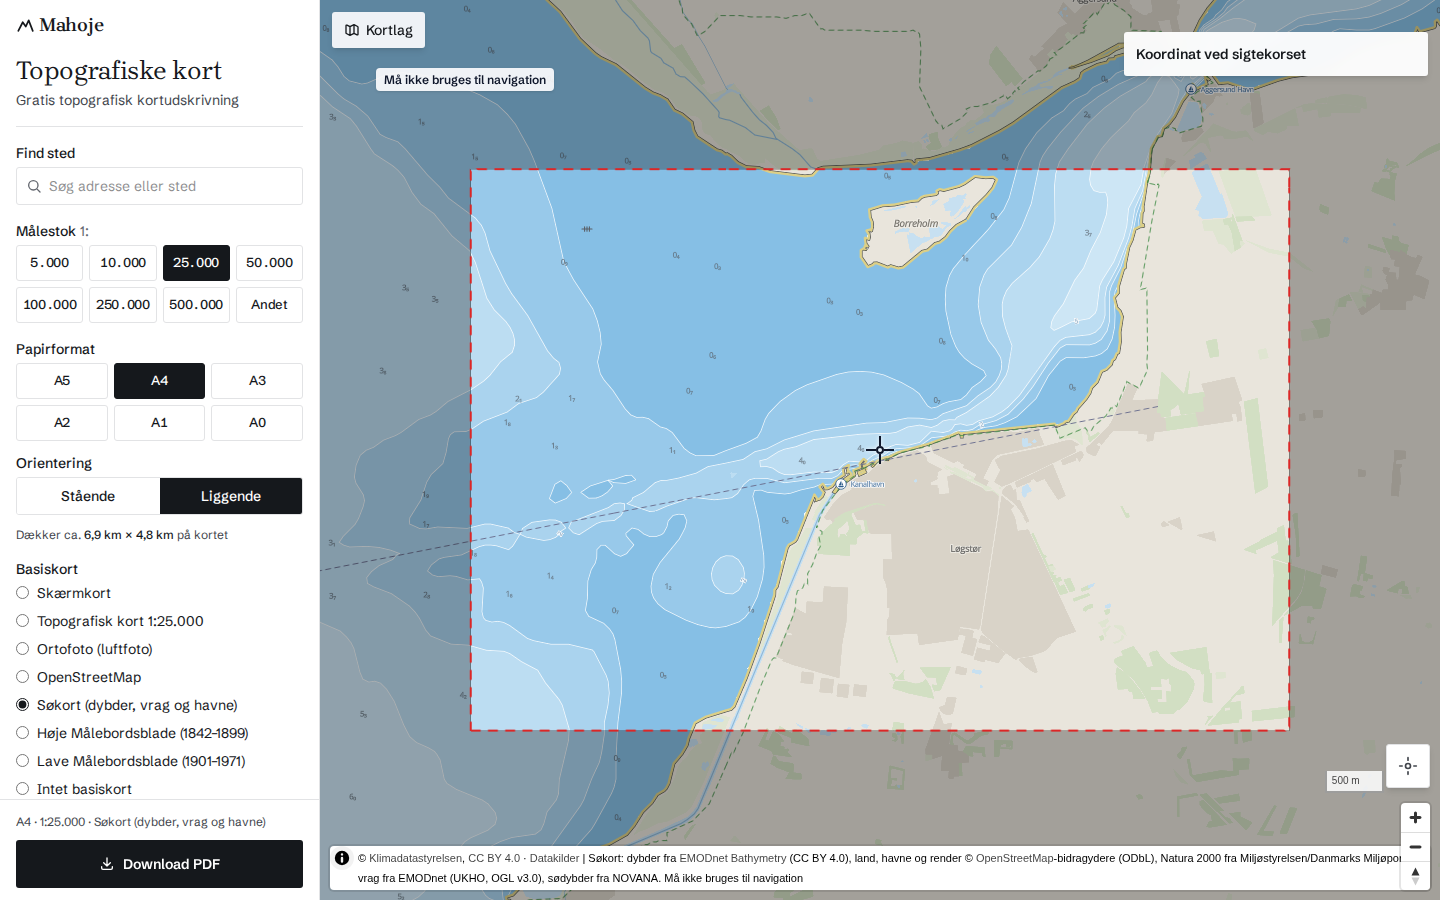 Mahoje
Topografiske kort
Gratis topografisk kortudskrivning
Find sted
Søg adresse eller sted
Målestok 1:
5.000
10.000
25.000
50.000
100.000
250.000
500.000
Andet
Papirformat
A5
A4
A3
A2
A1
A0
Orientering
Stående
Liggende
Dækker ca. 6,9 km × 4,8 km på kortet
Basiskort
Skærmkort
Topografisk kort 1:25.000
Ortofoto (luftfoto)
OpenStreetMap
Søkort (dybder, vrag og havne)
Høje Målebordsblade (1842-1899)
Lave Målebordsblade (1901-1971)
Intet basiskort
A4 · 1:25.000 · Søkort (dybder, vrag og havne)
Download PDF
Kortlag
Må ikke bruges til navigation
Koordinat ved sigtekorset
Aggersund Havn
Borreholm
Kanalhavn
Løgstør
500 m
© Klimadatastyrelsen, CC BY 4.0 · Datakilder | Søkort: dybder fra EMODnet Bathymetry (CC BY 4.0), land, havne og render © OpenStreetMap-bidragydere (ODbL), Natura 2000 fra Miljøstyrelsen/Danmarks Miljøpor
vrag fra EMODnet (UKHO, OGL v3.0), sødybder fra NOVANA. Må ikke bruges til navigation